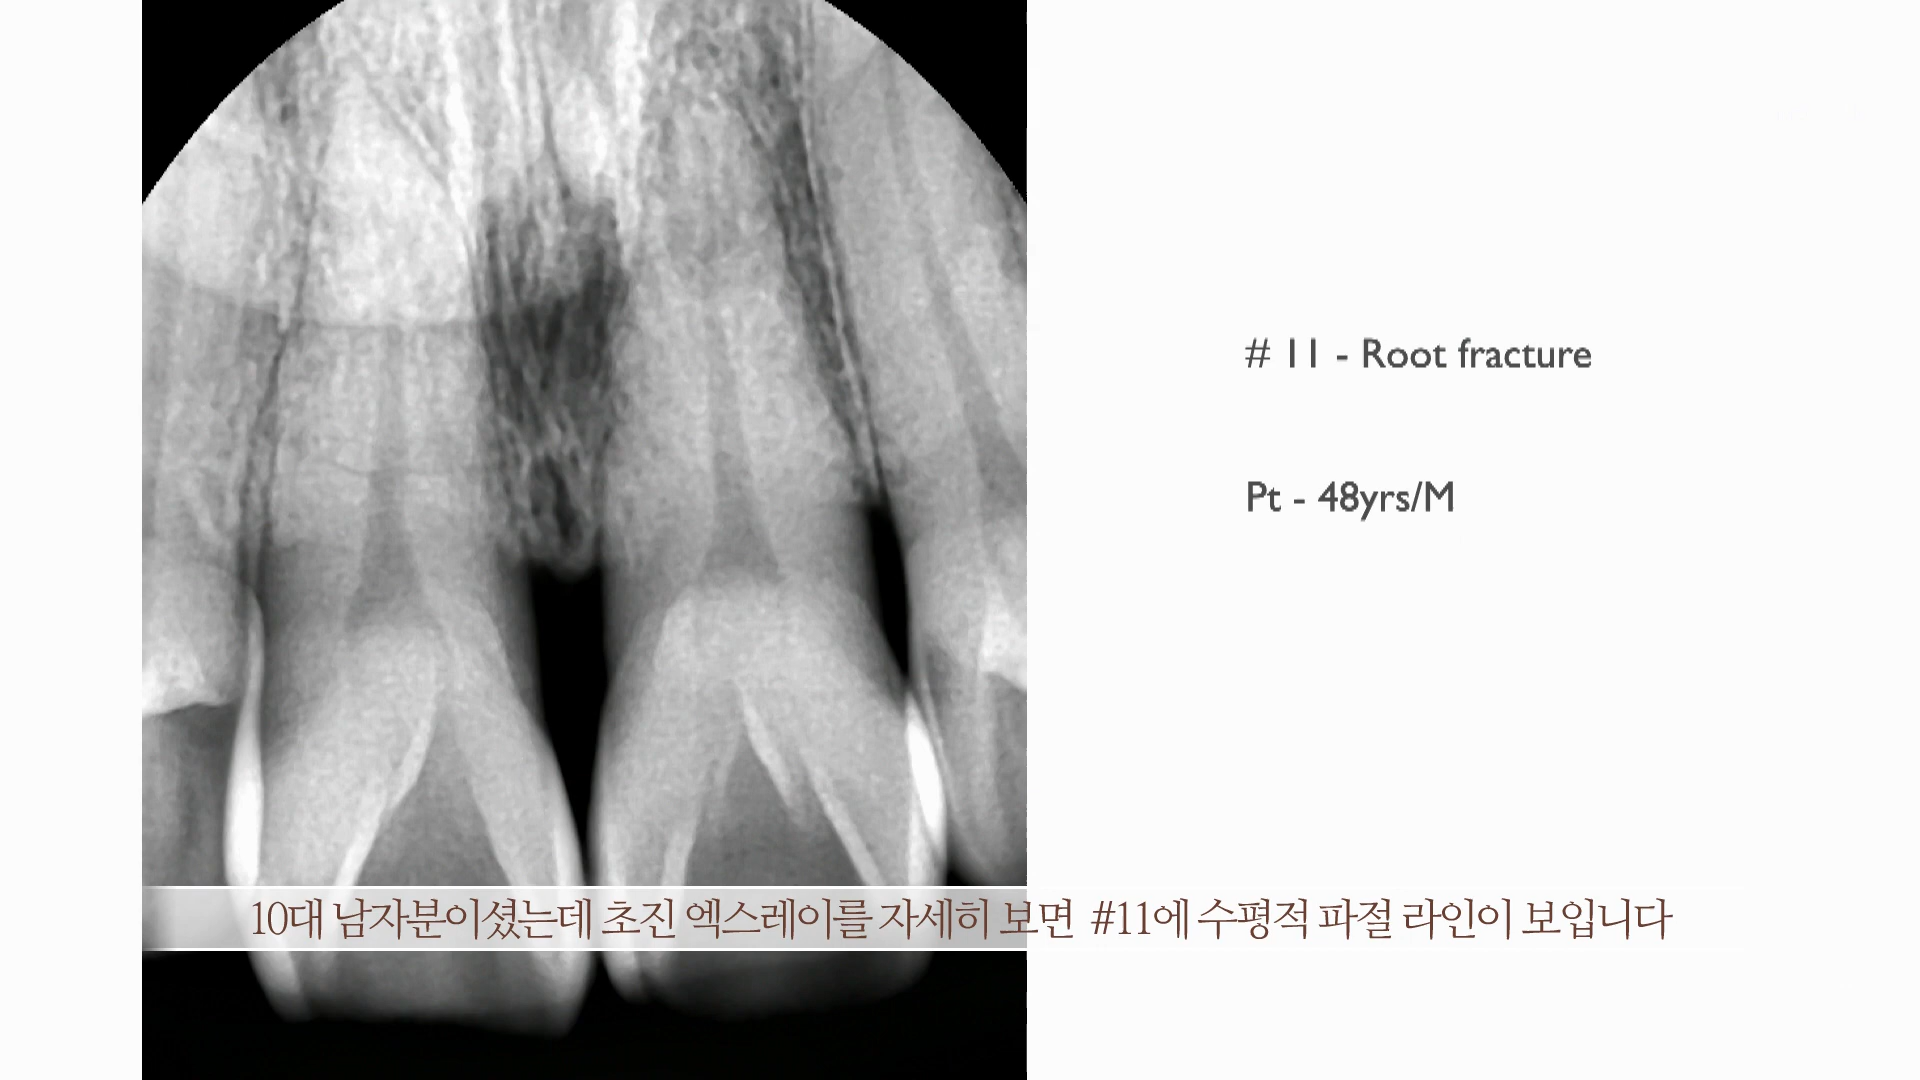 # 11 - Root fracture
Pt - 48yrs/M
10대 남자분이셨는데 초진 엑스레이를 자세히 보면 #11에 수평적 파절 라인이 보입니다